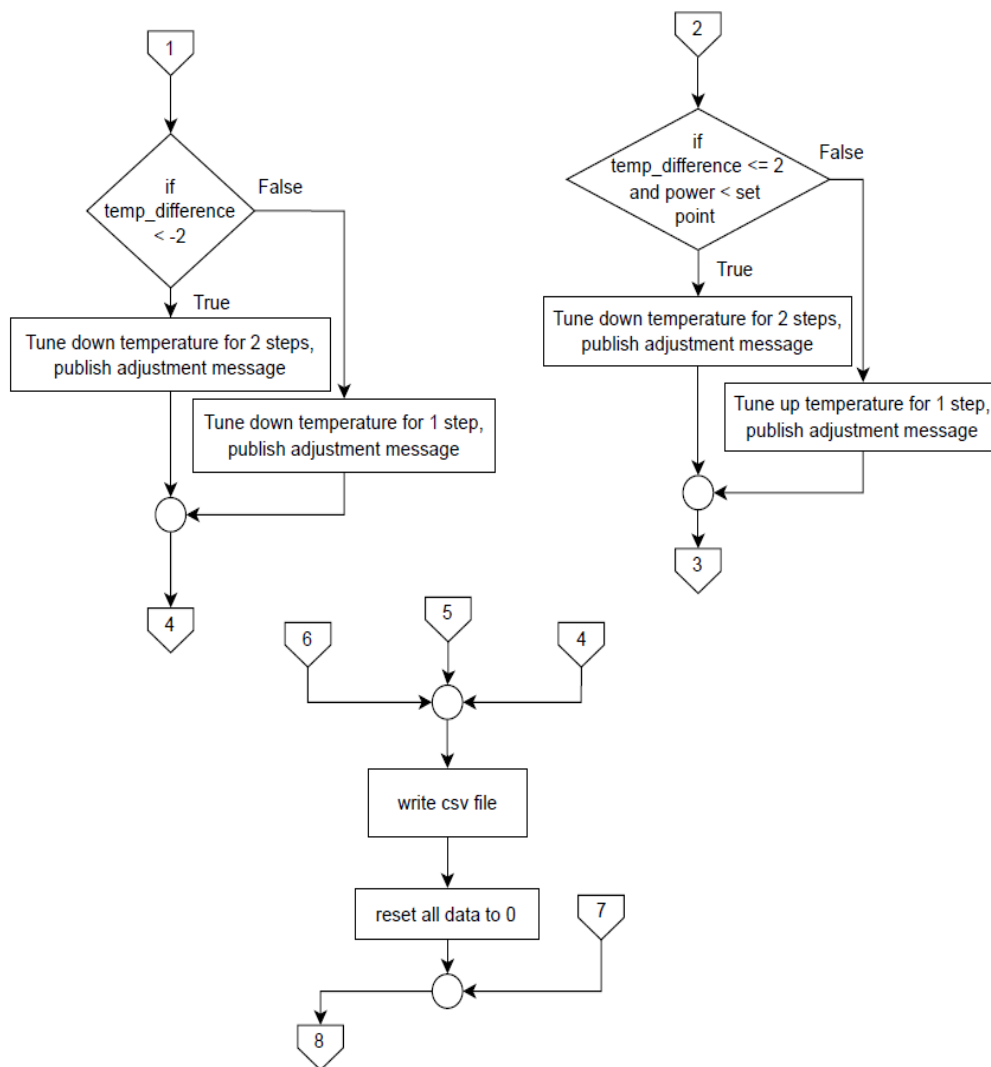 1
if
temp_difference
< -2
False
True
Tune down temperature for 2 steps,
publish adjustment message
Tune down temperature for 1 step,
publish adjustment message
4
2
if
temp_difference <= 2
and power < set
point
False
True
Tune down temperature for 2 steps,
publish adjustment message
Tune up temperature for 1 step,
publish adjustment message
3
6
5
4
write csv file
reset all data to 0
7
8